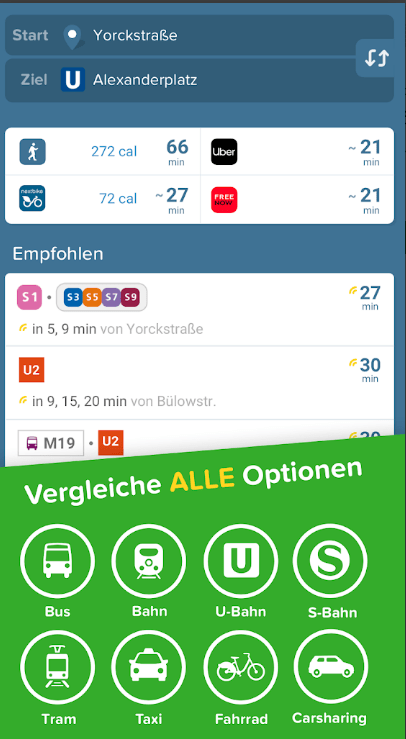 Start Yorckstraße
Ziel U Alexanderplatz
272 cal 66 min
Uber ~ 21 min
nextbike 72 cal ~ 27 min
FREE NOW ~ 21 min
Empfohlen
S1 • S3 S5 S7 S9 27 min
in 5, 9 min von Yorckstraße
U2 30 min
in 9, 15, 20 min von Bülowstr.
M19 • U2
Vergleiche ALLE Optionen
U S
Bus Bahn U-Bahn S-Bahn
Tram Taxi Fahrrad Carsharing